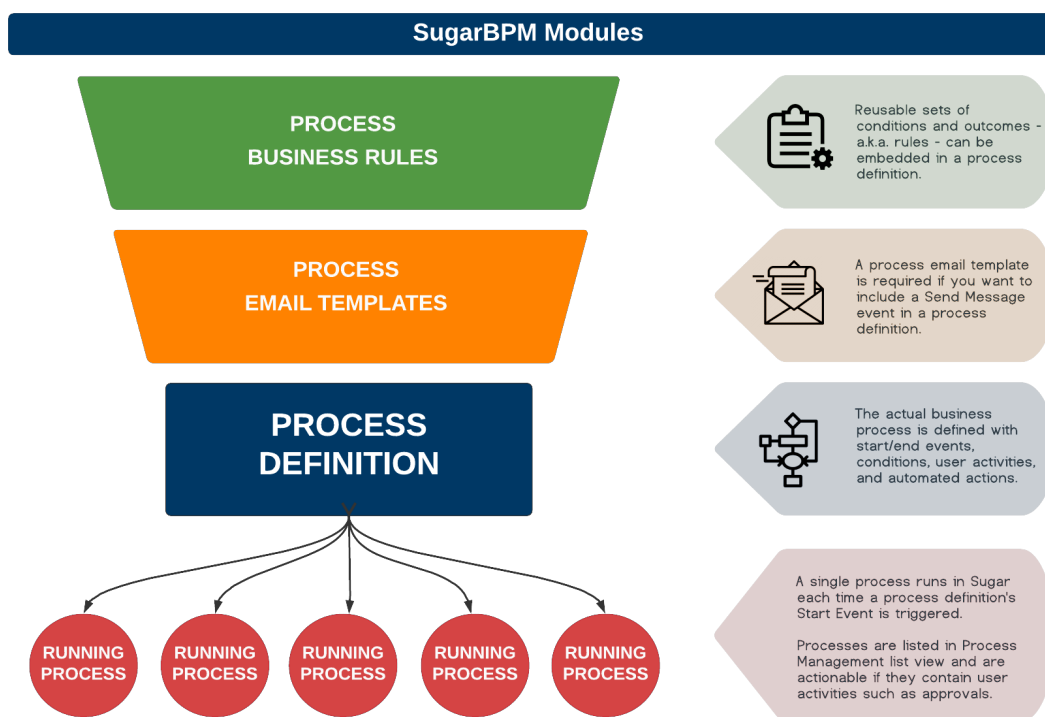 SugarBPM Modules
PROCESS
BUSINESS RULES
Reusable sets of
conditions and outcomes -
a.k.a. rules - can be
embedded in a process
definition.
PROCESS
EMAIL TEMPLATES
A process email template
is required if you want to
include a Send Message
event in a process
definition.
PROCESS
DEFINITION
The actual business
process is defined with
start/end events,
conditions, user activities,
and automated actions.
RUNNING
PROCESS
RUNNING
PROCESS
RUNNING
PROCESS
RUNNING
PROCESS
RUNNING
PROCESS
A single process runs in Sugar
each time a process definition's
Start Event is triggered.
Processes are listed in Process
Management list view and are
actionable if they contain user
activities such as approvals.